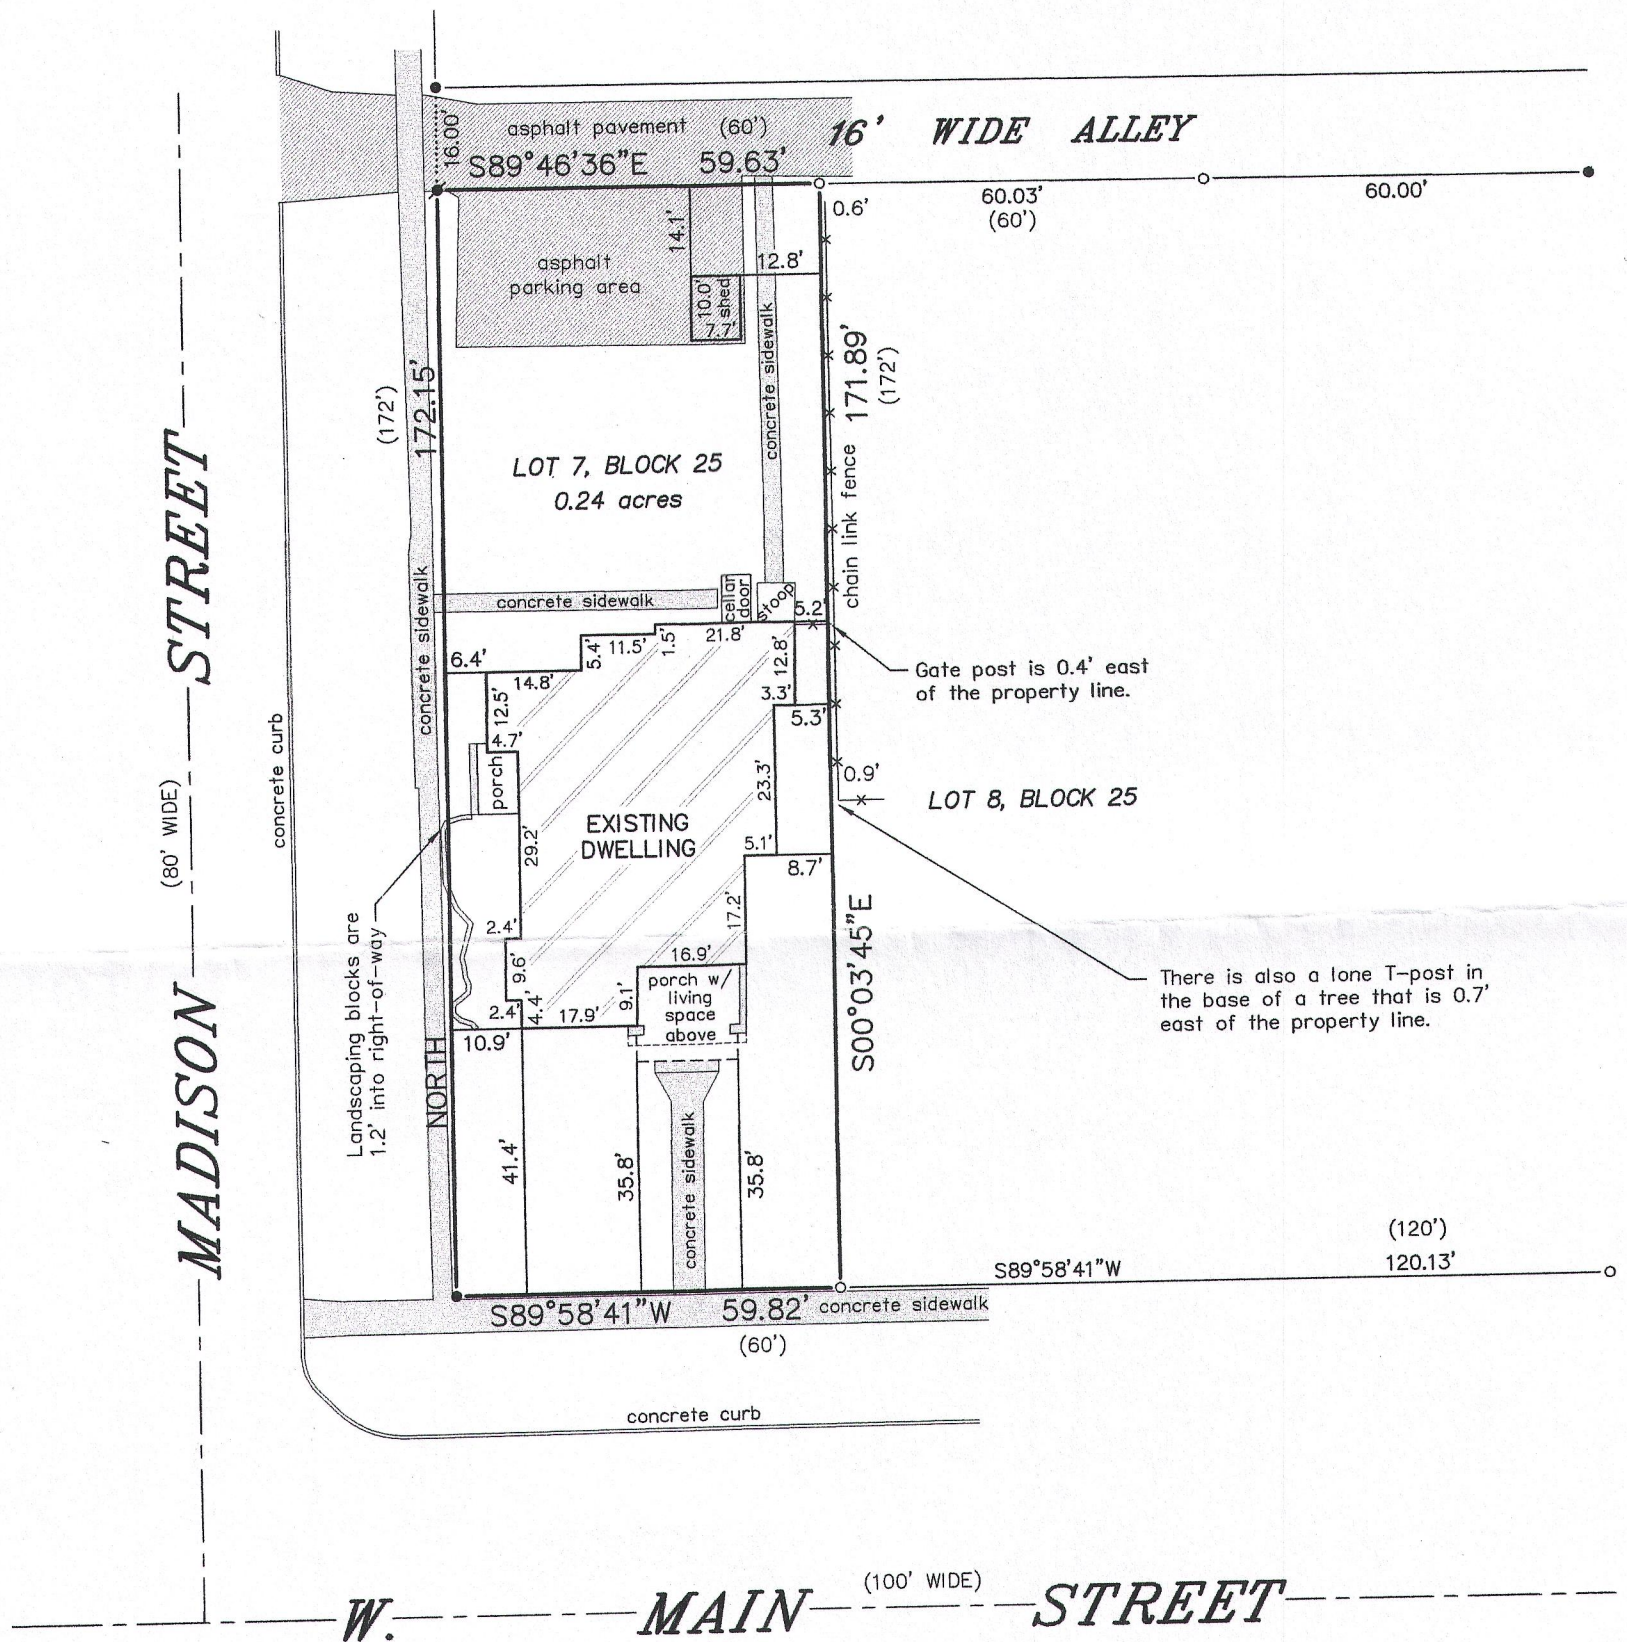 16' WIDE ALLEY
asphalt pavement (60')
S89°46'36"E 59.63'
16.00'
60.03'
(60')
60.00'
0.6'
14.1'
12.8'
asphalt
parking area
10.0'
shed
7.7'
concrete sidewalk
171.89'
(172')
chain link fence
172.15'
(172')
LOT 7, BLOCK 25
0.24 acres
concrete sidewalk
concrete sidewalk
cellar
door
stoop
5.2'
6.4'
5.4'
11.5'
1.5'
21.8'
12.8'
14.8'
12.5'
3.3'
5.3'
4.7'
porch
23.3'
0.9'
Gate post is 0.4' east
of the property line.
LOT 8, BLOCK 25
EXISTING
DWELLING
29.2'
5.1'
8.7'
17.2'
2.4'
9.6'
16.9'
porch w/
living
space
above
9.1'
2.4'
4.4'
17.9'
10.9'
S00°03'45"E
There is also a lone T-post in
the base of a tree that is 0.7'
east of the property line.
Landscaping blocks are
1.2' into right-of-way
NORTH
41.4'
35.8'
concrete sidewalk
35.8'
MADISON STREET
(80' WIDE)
concrete curb
(120')
S89°58'41"W 120.13'
S89°58'41"W 59.82' concrete sidewalk
(60')
concrete curb
(100' WIDE)
W. MAIN STREET